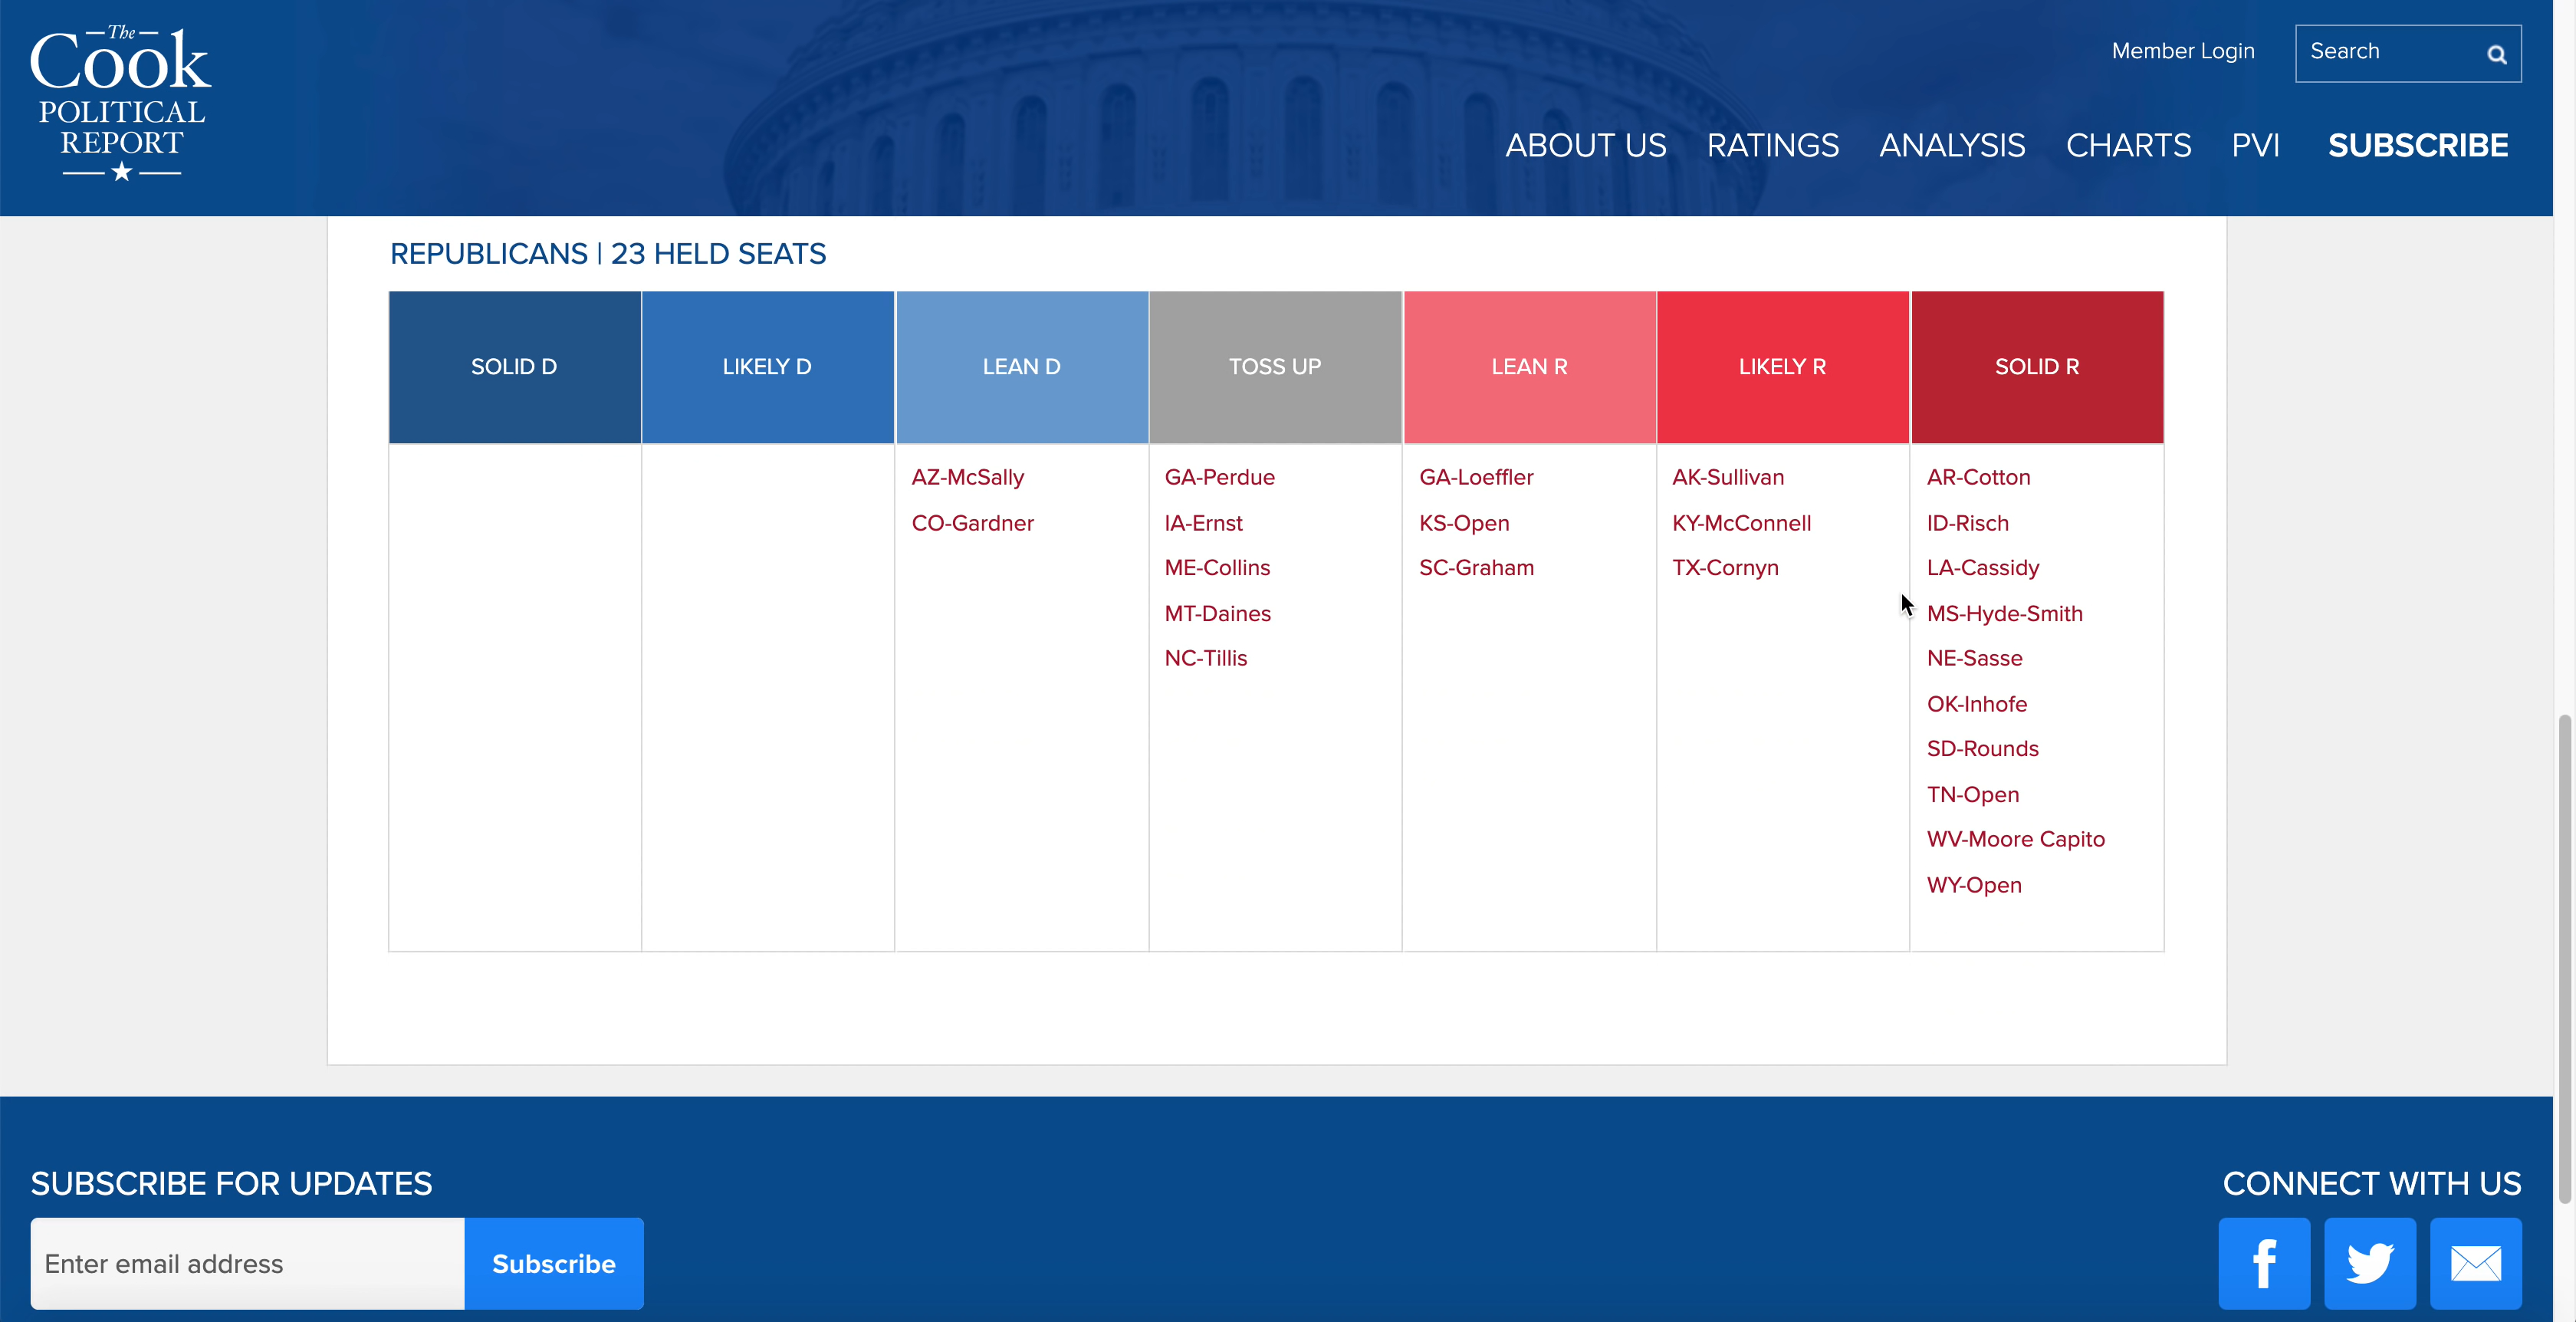 The
Cook
POLITICAL
REPORT
Member Login
Search
ABOUT US RATINGS ANALYSIS CHARTS PVI SUBSCRIBE
REPUBLICANS | 23 HELD SEATS
SOLID D LIKELY D LEAN D TOSS UP LEAN R LIKELY R SOLID R
AZ-McSally GA-Perdue GA-Loeffler AK-Sullivan AR-Cotton
CO-Gardner IA-Ernst KS-Open KY-McConnell ID-Risch
ME-Collins SC-Graham TX-Cornyn LA-Cassidy
MT-Daines MS-Hyde-Smith
NC-Tillis NE-Sasse
OK-Inhofe
SD-Rounds
TN-Open
WV-Moore Capito
WY-Open
SUBSCRIBE FOR UPDATES
Enter email address Subscribe
CONNECT WITH US